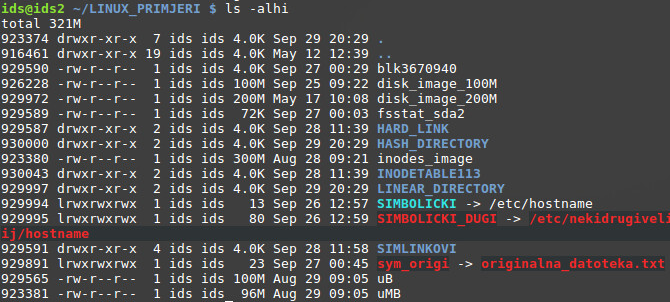 ids@ids2 ~/LINUX_PRIMJERI $ ls -alhi
total 321M
923374 drwxr-xr-x  7 ids ids 4.0K Sep 29 20:29 .
916461 drwxr-xr-x 19 ids ids 4.0K May 12 12:39 ..
929590 -rw-r--r--  1 ids ids 4.0K Sep 27 00:29 blk3670940
926228 -rw-r--r--  1 ids ids 100M Sep 25 09:22 disk_image_100M
929972 -rw-r--r--  1 ids ids 200M May 17 10:08 disk_image_200M
929589 -rw-r--r--  1 ids ids  72K Sep 27 00:03 fsstat_sda2
929587 drwxr-xr-x  2 ids ids 4.0K Sep 28 11:39 HARD_LINK
930000 drwxr-xr-x  2 ids ids 4.0K Sep 29 20:29 HASH_DIRECTORY
923380 -rw-r--r--  1 ids ids 300M Aug 28 09:21 inodes_image
930043 drwxr-xr-x  2 ids ids 4.0K Sep 28 11:39 INODETABLE113
929997 drwxr-xr-x  2 ids ids 4.0K Sep 29 20:29 LINEAR_DIRECTORY
929994 lrwxrwxrwx  1 ids ids   13 Sep 26 12:57 SIMBOLICKI -> /etc/hostname
929995 lrwxrwxrwx  1 ids ids   80 Sep 26 12:59 SIMBOLICKI_DUGI -> /etc/nekidrugiveli
ij/hostname
929591 drwxr-xr-x  4 ids ids 4.0K Sep 28 11:58 SIMLINKOVI
929891 lrwxrwxrwx  1 ids ids   23 Sep 27 00:45 sym_origi -> originalna_datoteka.txt
929565 -rw-r--r--  1 ids ids 100M Aug 29 09:05 uB
923381 -rw-r--r--  1 ids ids  96M Aug 29 09:05 uMB